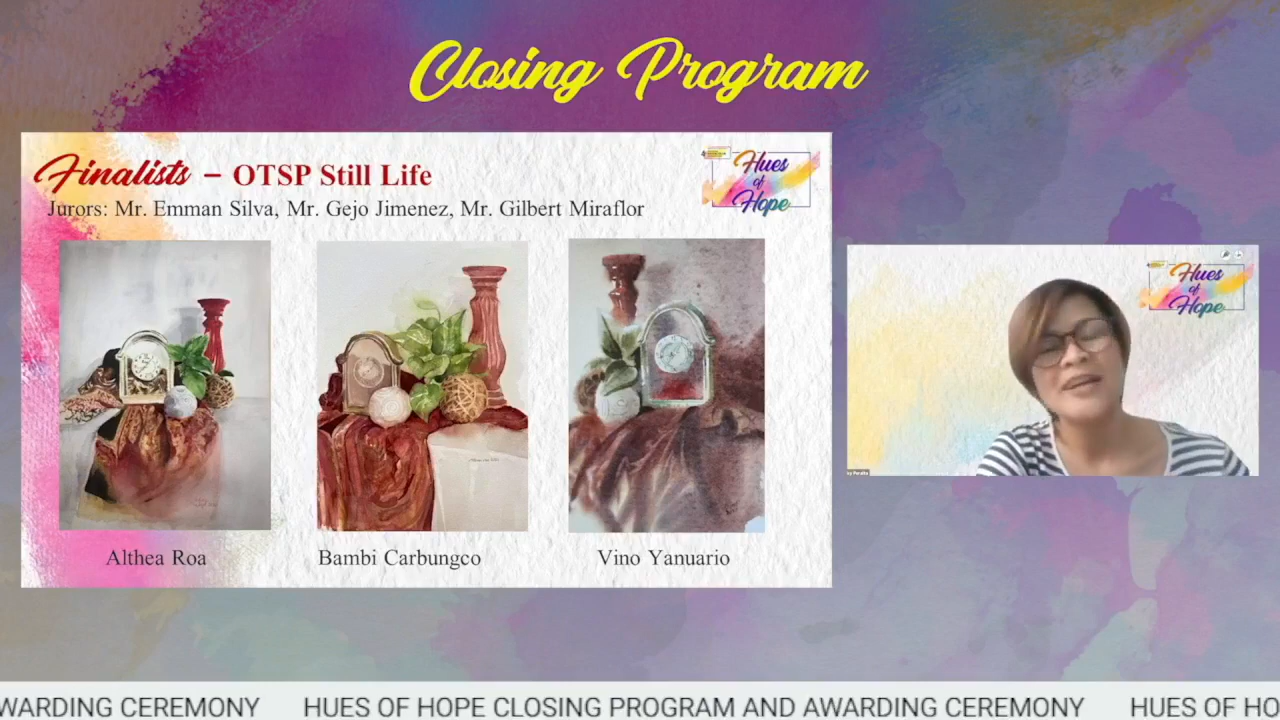 Closing Program
Finalists – OTSP Still Life
Jurors: Mr. Emman Silva, Mr. Gejo Jimenez, Mr. Gilbert Miraflor
Hues
of
Hope
Althea Roa
Bambi Carbungco
Vino Yanuario
Hues
of
Hope
WARDING CEREMONY HUES OF HOPE CLOSING PROGRAM AND AWARDING CEREMONY HUES OF HO